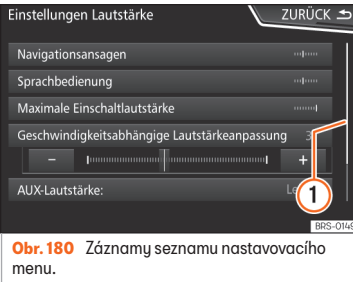 Einstellungen Lautstärke
ZURÜCK
Navigationsansagen
Sprachbedienung
Maximale Einschaltlautstärke
Geschwindigkeitsabhängige Lautstärkeanpassung 3
− +
AUX-Lautstärke:
1
BRS-0149
Obr. 180 Záznamy seznamu nastavovacího
menu.